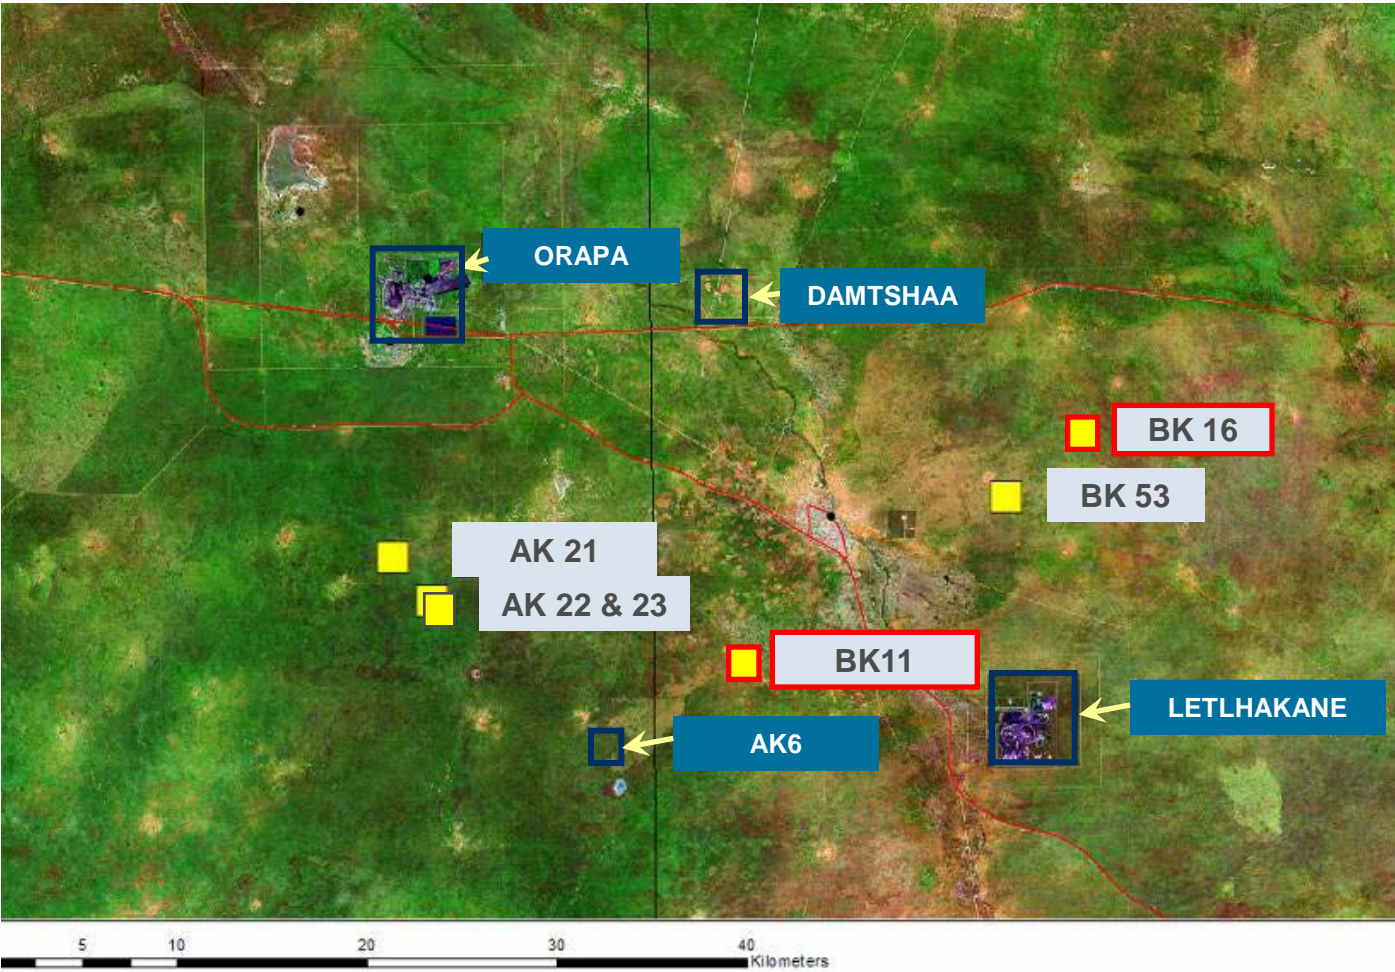 ORAPA
DAMTSHAA
BK 16
BK 53
AK 21
AK 22 & 23
BK11
LETLHAKANE
AK6
5 10 20 30 40
Kilometers